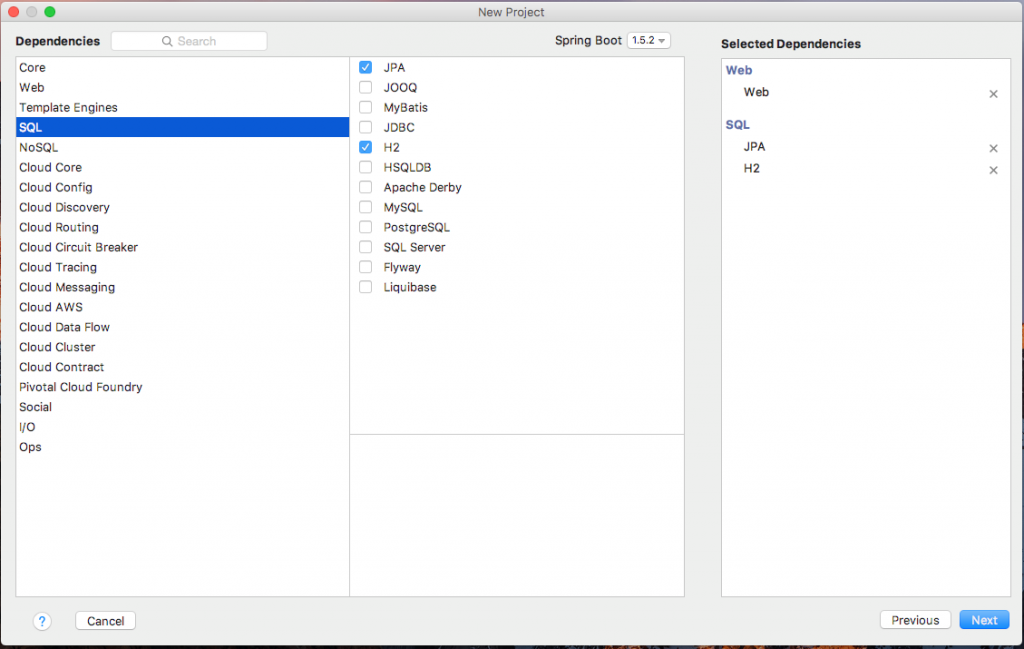 New Project
Dependencies
Search
Spring Boot 1.5.2
Core
Web
Template Engines
SQL
NoSQL
Cloud Core
Cloud Config
Cloud Discovery
Cloud Routing
Cloud Circuit Breaker
Cloud Tracing
Cloud Messaging
Cloud AWS
Cloud Data Flow
Cloud Cluster
Cloud Contract
Pivotal Cloud Foundry
Social
I/O
Ops
JPA
JOOQ
MyBatis
JDBC
H2
HSQLDB
Apache Derby
MySQL
PostgreSQL
SQL Server
Flyway
Liquibase
Selected Dependencies
Web
Web
SQL
JPA
H2
?
Cancel
Previous
Next